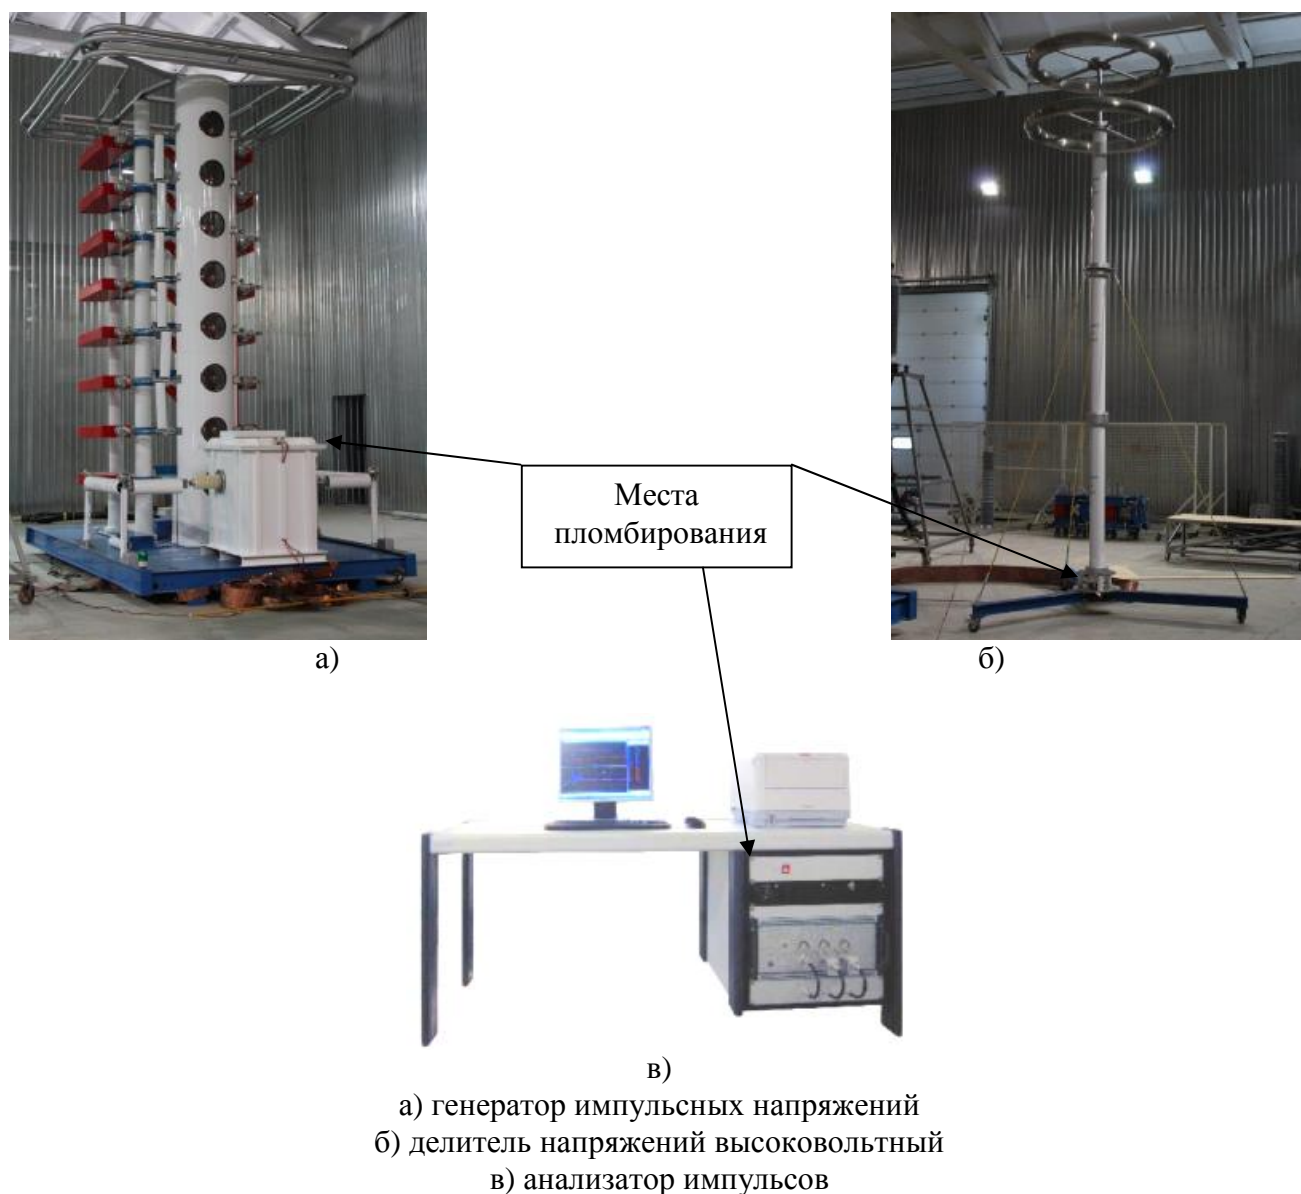 Места
пломбирования
а)
б)
в)
а) генератор импульсных напряжений
б) делитель напряжений высоковольтный
в) анализатор импульсов